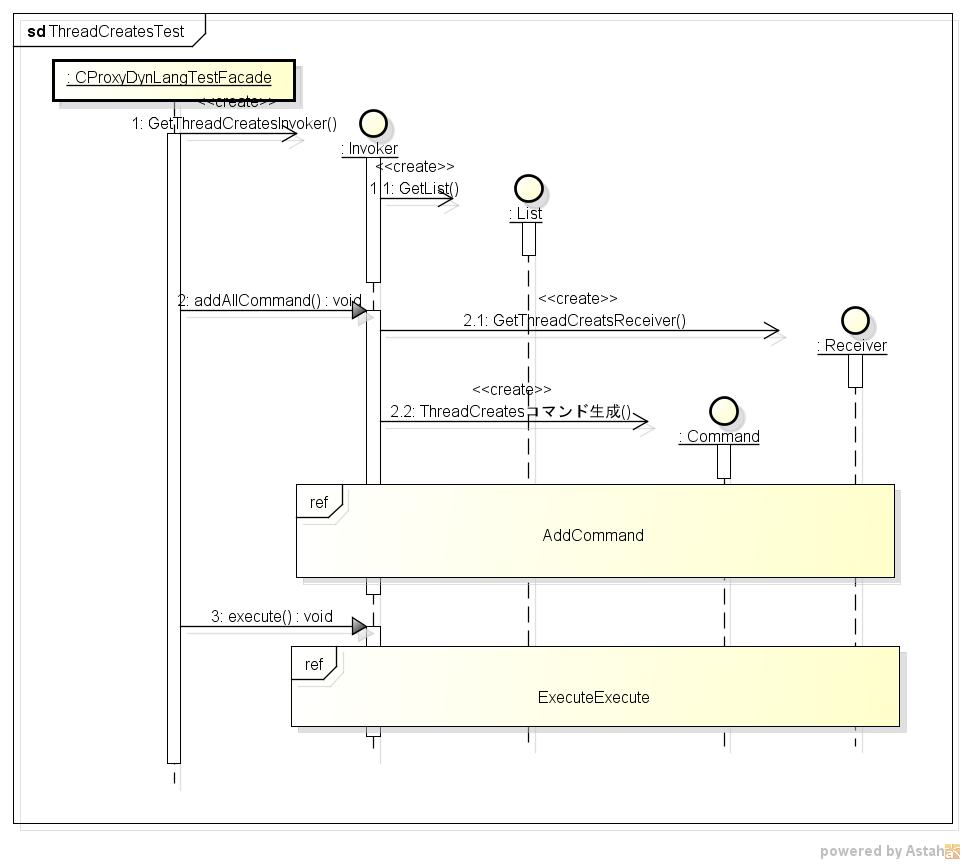 sd ThreadCreatesTest
: CProxyDynLangTestFacade
<<create>>
1: GetThreadCreatesInvoker()
: Invoker
<<create>>
1.1: GetList()
: List
2: addAllCommand() : void
<<create>>
2.1: GetThreadCreatsReceiver()
: Receiver
<<create>>
2.2: ThreadCreatesコマンド生成()
: Command
ref
AddCommand
3: execute() : void
ref
ExecuteExecute
powered by Astah